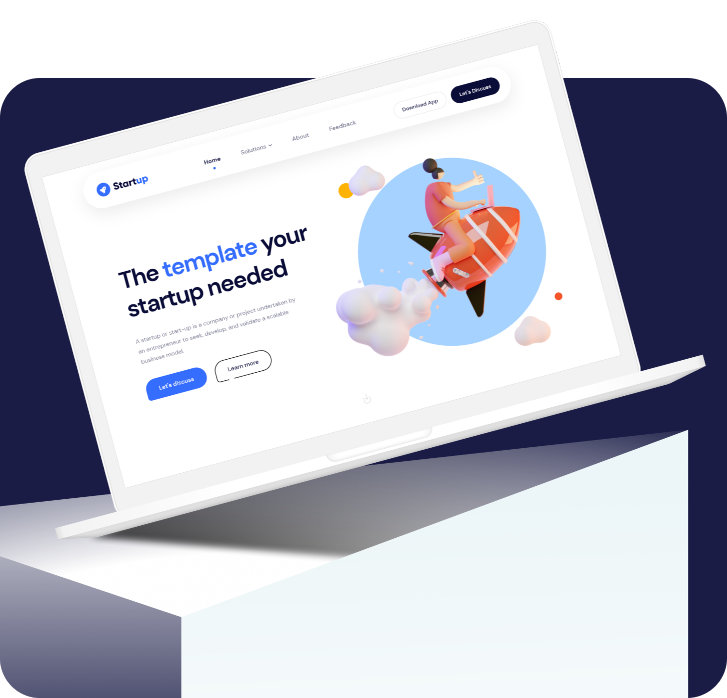 Startup
Home
Solutions
About
Feedback
Download App
Let's Discuss
The template your
startup needed
A startup or start-up is a company or project undertaken by
an entrepreneur to seek, develop, and validate a scalable
business model.
Let's discuss
Learn more